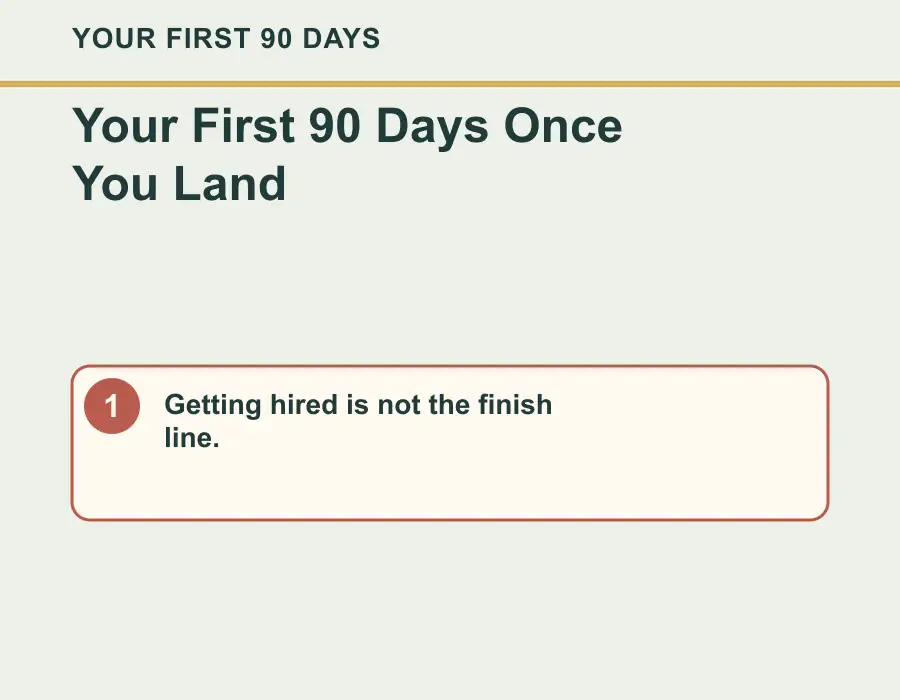 YOUR FIRST 90 DAYS
Your First 90 Days Once
You Land
1
Getting hired is not the finish
line.